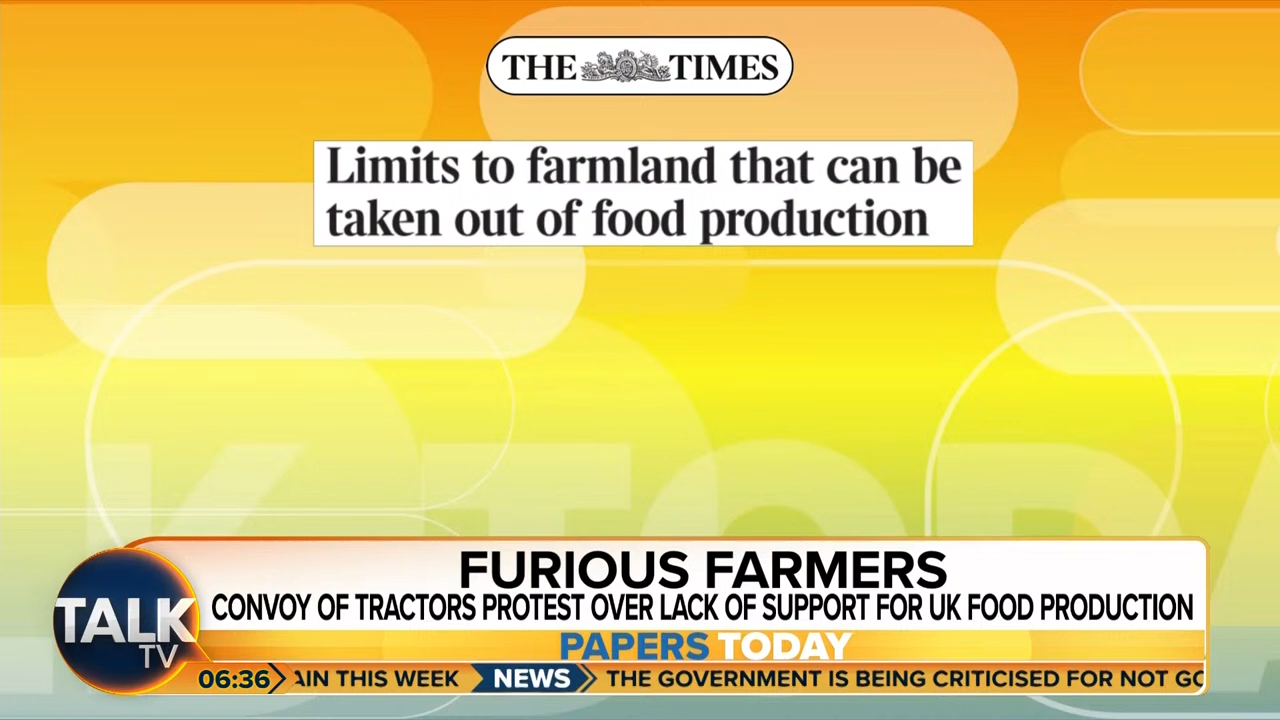 THE TIMES
Limits to farmland that can be
taken out of food production
FURIOUS FARMERS
CONVOY OF TRACTORS PROTEST OVER LACK OF SUPPORT FOR UK FOOD PRODUCTION
PAPERS TODAY
TALK
TV
06:36 AIN THIS WEEK NEWS THE GOVERNMENT IS BEING CRITICISED FOR NOT GO